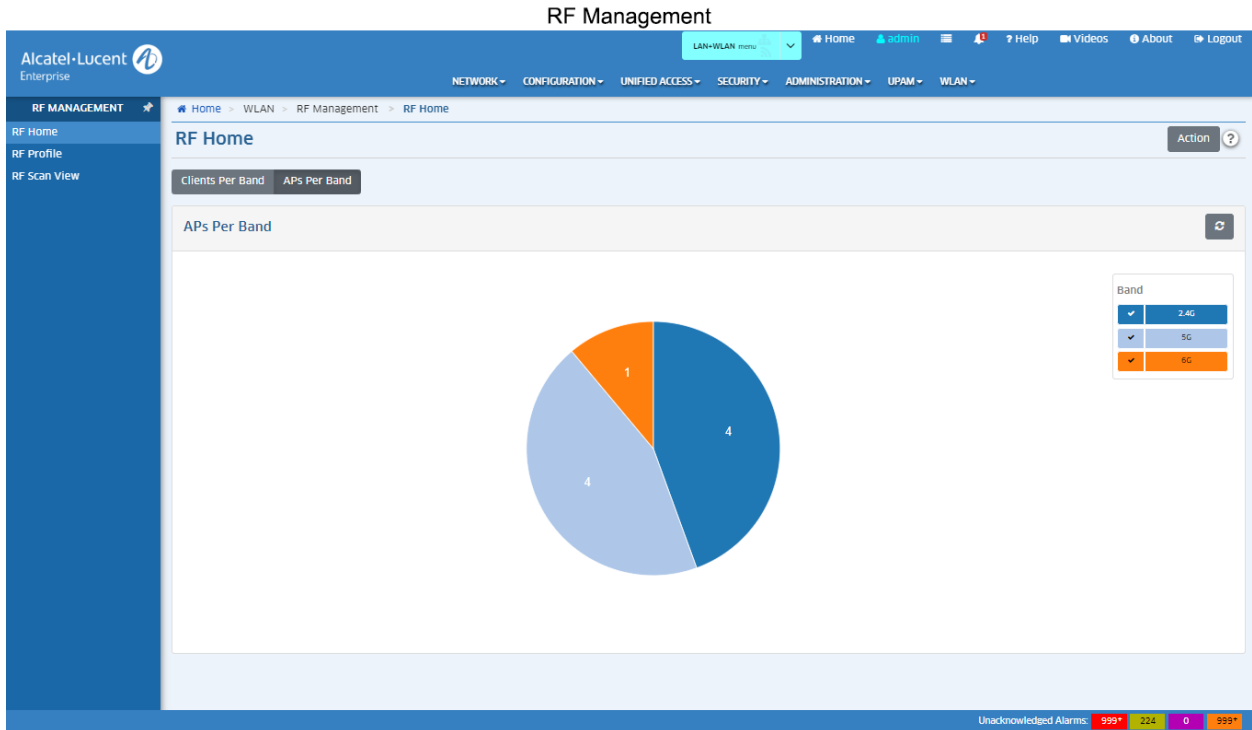 RF Management
Alcatel·Lucent
Enterprise
LAN+WLAN menu
Home
admin
1
? Help
Videos
About
Logout
NETWORK
CONFIGURATION
UNIFIED ACCESS
SECURITY
ADMINISTRATION
UPAM
WLAN
RF MANAGEMENT
Home > WLAN > RF Management > RF Home
RF Home
RF Profile
RF Scan View
RF Home
Action ?
Clients Per Band
APs Per Band
APs Per Band
Band
2.4G
5G
6G
1
4
4
Unacknowledged Alarms: 999+ 224 0 999+